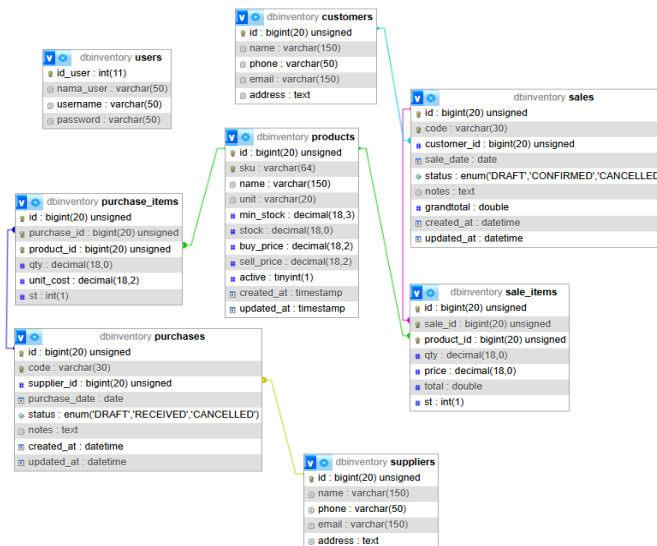 dbinventory users
id_user : int(11)
nama_user : varchar(50)
username : varchar(50)
password : varchar(50)
dbinventory customers
id : bigint(20) unsigned
name : varchar(150)
phone : varchar(50)
email : varchar(150)
address : text
dbinventory sales
id : bigint(20) unsigned
code : varchar(30)
customer_id : bigint(20) unsigned
sale_date : date
status : enum('DRAFT','CONFIRMED','CANCELLED
notes : text
grandtotal : double
created_at : datetime
updated_at : datetime
dbinventory products
id : bigint(20) unsigned
sku : varchar(64)
name : varchar(150)
unit : varchar(20)
min_stock : decimal(18,3)
stock : decimal(18,0)
buy_price : decimal(18,2)
sell_price : decimal(18,2)
active : tinyint(1)
created_at : timestamp
updated_at : timestamp
dbinventory purchase_items
id : bigint(20) unsigned
purchase_id : bigint(20) unsigned
product_id : bigint(20) unsigned
qty : decimal(18,0)
unit_cost : decimal(18,2)
st : int(1)
dbinventory sale_items
id : bigint(20) unsigned
sale_id : bigint(20) unsigned
product_id : bigint(20) unsigned
qty : decimal(18,0)
price : decimal(18,0)
total : double
st : int(1)
dbinventory purchases
id : bigint(20) unsigned
code : varchar(30)
supplier_id : bigint(20) unsigned
purchase_date : date
status : enum('DRAFT','RECEIVED','CANCELLED')
notes : text
created_at : datetime
updated_at : datetime
dbinventory suppliers
id : bigint(20) unsigned
name : varchar(150)
phone : varchar(50)
email : varchar(150)
address : text